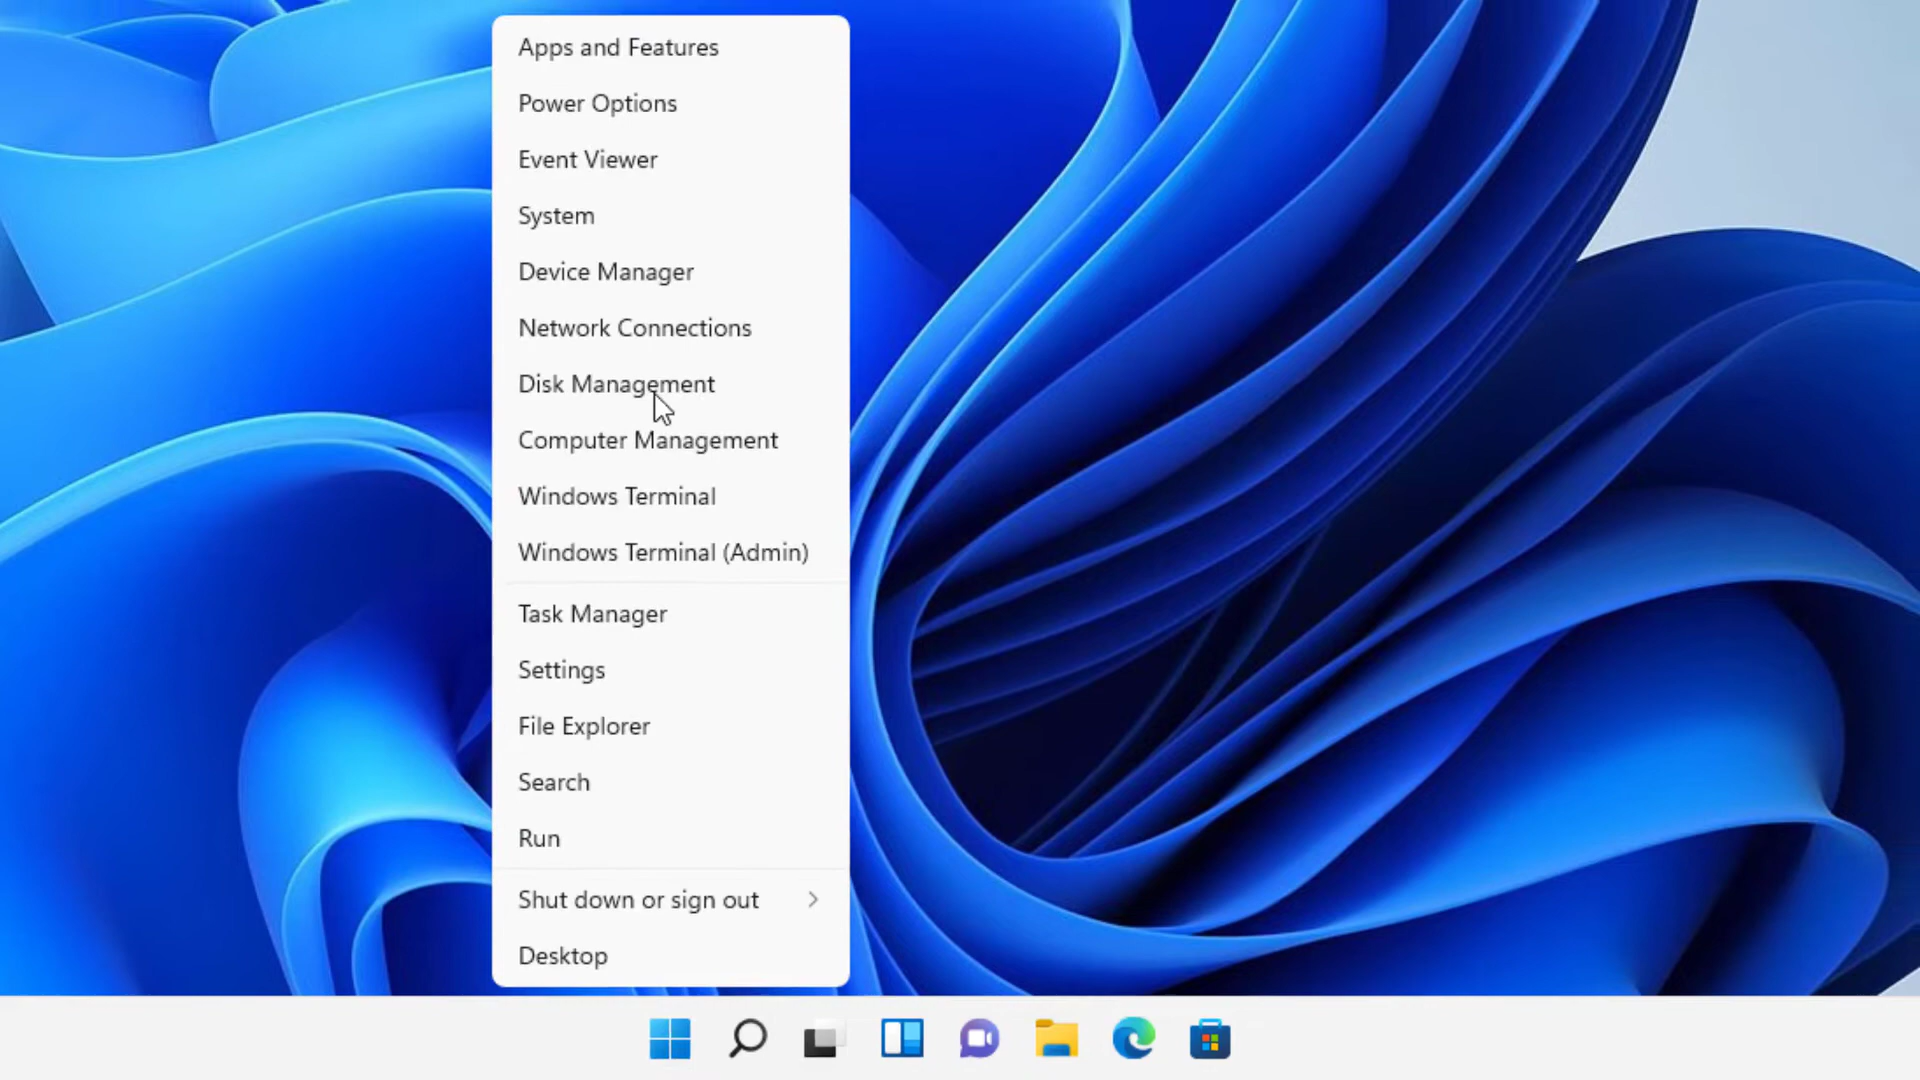 Apps and Features
Power Options
Event Viewer
System
Device Manager
Network Connections
Disk Management
Computer Management
Windows Terminal
Windows Terminal (Admin)
Task Manager
Settings
File Explorer
Search
Run
Shut down or sign out
Desktop